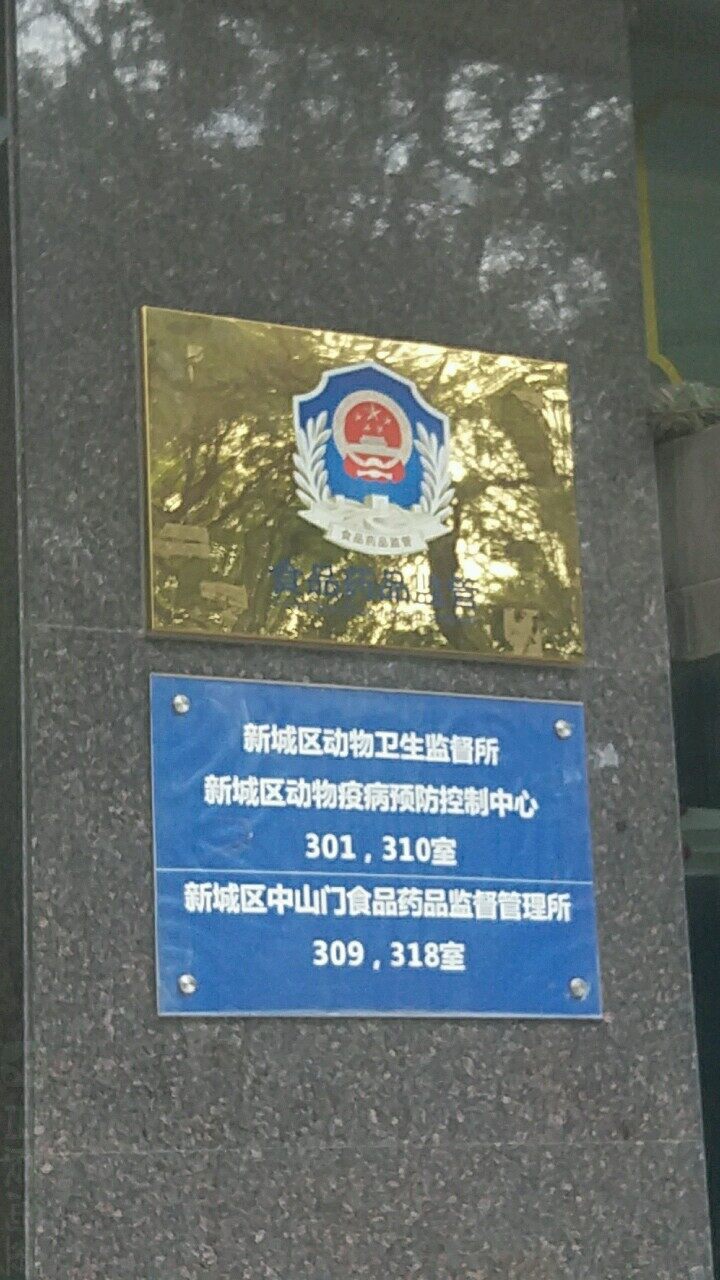 食品药品监管
食品药品监管
新城区动物卫生监督所
新城区动物疫病预防控制中心
301，310室
新城区中山门食品药品监督管理所
309，318室